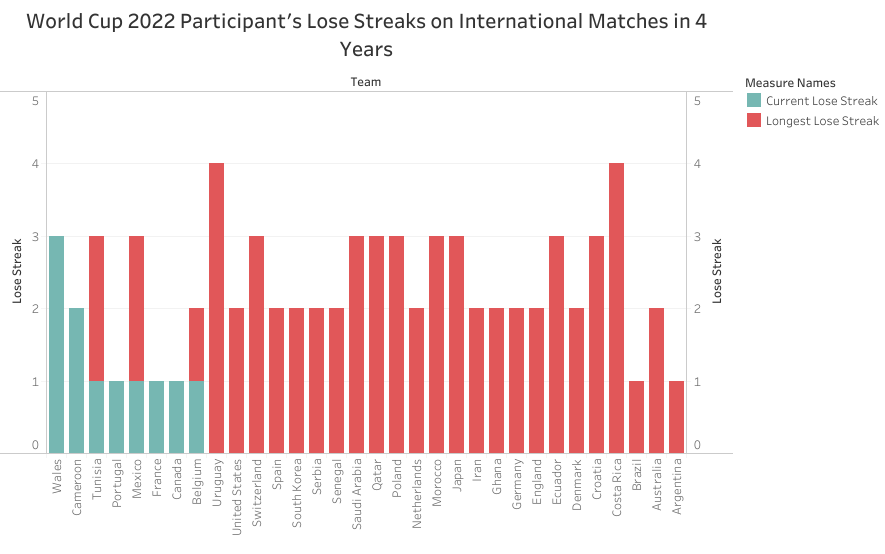 World Cup 2022 Participant's Lose Streaks on International Matches in 4
Years
Team
Measure Names
Current Lose Streak
Longest Lose Streak
5
4
3
2
1
0
Lose Streak
5
4
3
2
1
0
Lose Streak
Wales
Cameroon
Tunisia
Portugal
Mexico
France
Canada
Belgium
Uruguay
United States
Switzerland
Spain
South Korea
Serbia
Senegal
Saudi Arabia
Qatar
Poland
Netherlands
Morocco
Japan
Iran
Ghana
Germany
England
Ecuador
Denmark
Croatia
Costa Rica
Brazil
Australia
Argentina